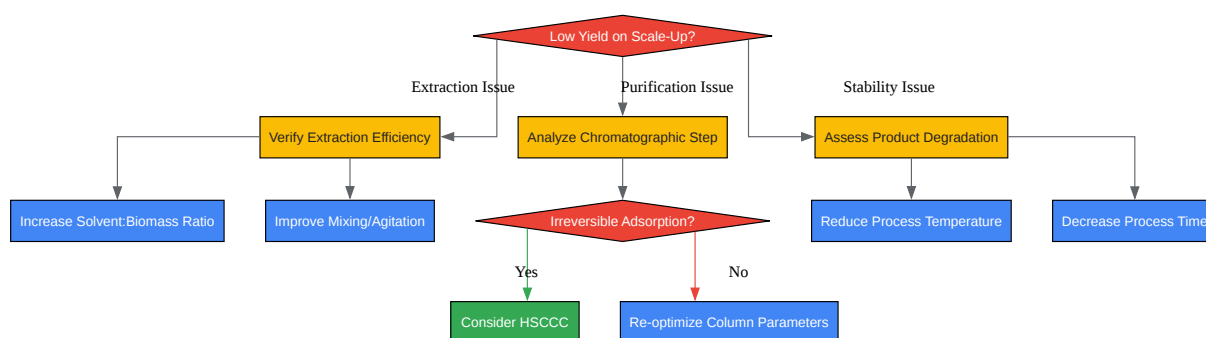 Low Yield on Scale-Up?
Extraction Issue
Purification Issue
Stability Issue
Verify Extraction Efficiency
Analyze Chromatographic Step
Assess Product Degradation
Increase Solvent:Biomass Ratio
Improve Mixing/Agitation
Irreversible Adsorption?
Reduce Process Temperature
Decrease Process Time
Yes
No
Consider HSCCC
Re-optimize Column Parameters